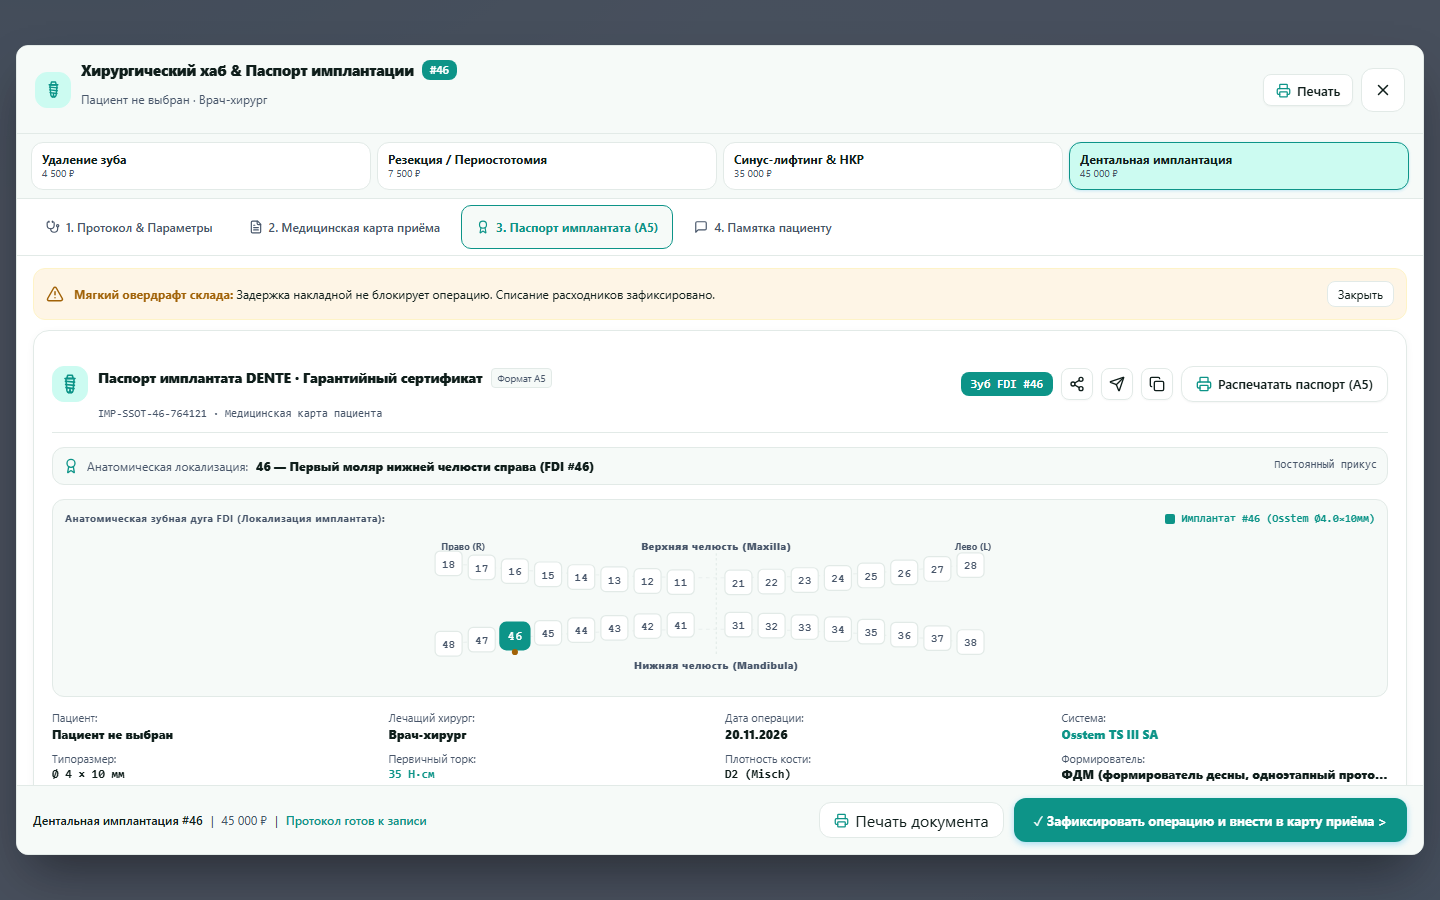 Хирургический хаб & Паспорт имплантации #46
Пациент не выбран · Врач-хирург
Печать
Удаление зуба
4 500 ₽
Резекция / Периостотомия
7 500 ₽
Синус-лифтинг & НКР
35 000 ₽
Дентальная имплантация
45 000 ₽
1. Протокол & Параметры
2. Медицинская карта приёма
3. Паспорт имплантата (А5)
4. Памятка пациенту
Мягкий овердрафт склада: Задержка накладной не блокирует операцию. Списание расходников зафиксировано.
Закрыть
Паспорт имплантата DENTE · Гарантийный сертификат
Формат А5
Зуб FDI #46
Распечатать паспорт (А5)
IMP-SSOT-46-764121 · Медицинская карта пациента
Анатомическая локализация: 46 — Первый моляр нижней челюсти справа (FDI #46)
Постоянный прикус
Анатомическая зубная дуга FDI (Локализация имплантата):
Имплантат #46 (Osstem Ø4.0×10мм)
Право (R)
Верхняя челюсть (Maxilla)
Лево (L)
18 17 16 15 14 13 12 11 21 22 23 24 25 26 27 28
48 47 46 45 44 43 42 41 31 32 33 34 35 36 37 38
Нижняя челюсть (Mandibula)
Пациент:
Пациент не выбран
Лечащий хирург:
Врач-хирург
Дата операции:
20.11.2026
Система:
Osstem TS III SA
Типоразмер:
Ø 4 × 10 мм
Первичный торк:
35 Н·см
Плотность кости:
D2 (Misch)
Формирователь:
ФДМ (формирователь десны, одноэтапный прото...
Дентальная имплантация #46 | 45 000 ₽ | Протокол готов к записи
Печать документа
✓ Зафиксировать операцию и внести в карту приёма >